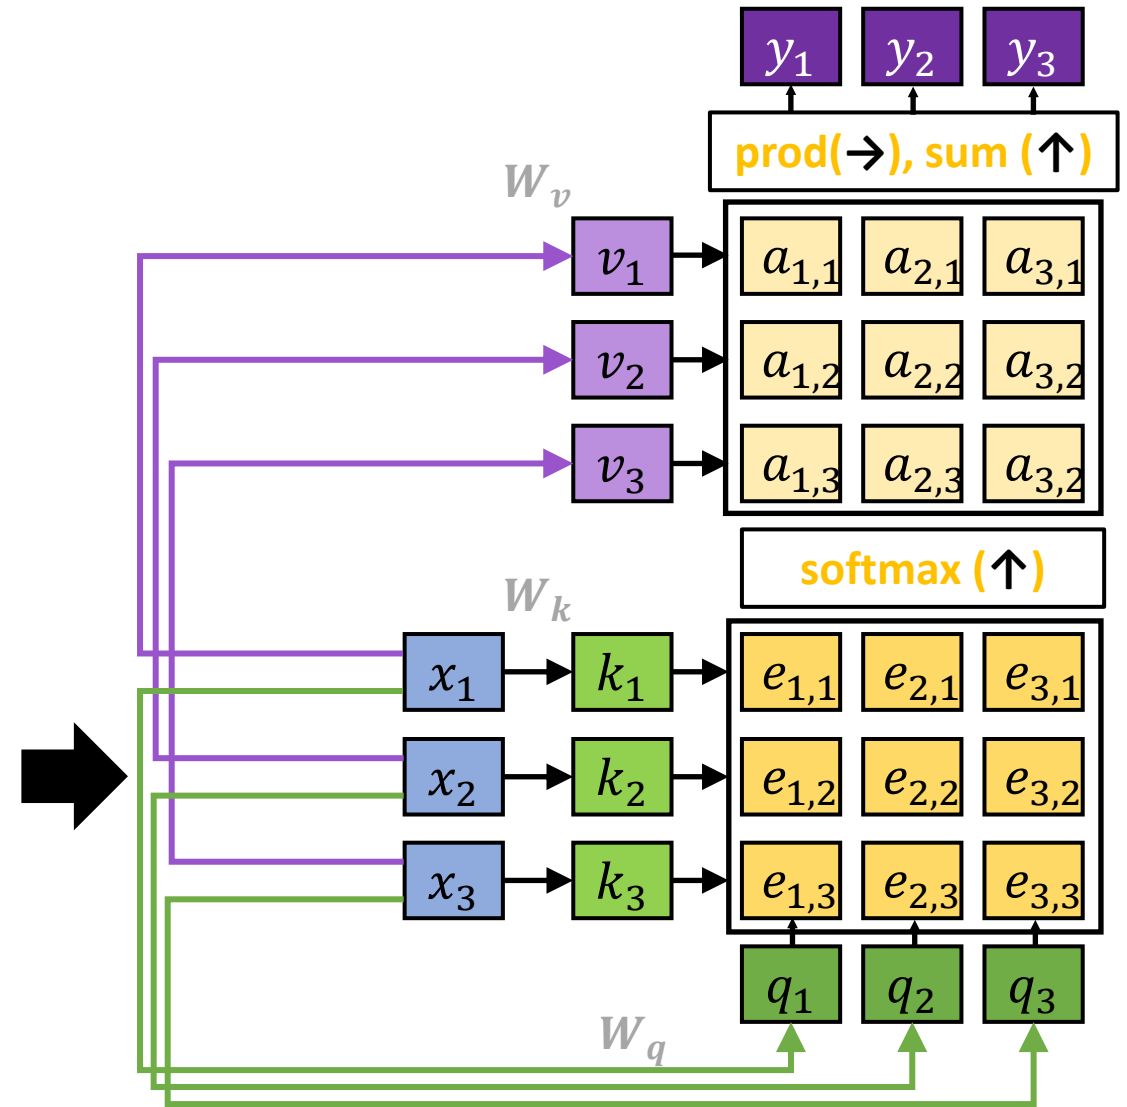 y₁ y₂ y₃
prod(→), sum (↑)
Wᵥ
v₁ a₁,₁ a₂,₁ a₃,₁
v₂ a₁,₂ a₂,₂ a₃,₂
v₃ a₁,₃ a₂,₃ a₃,₂
softmax (↑)
Wₖ
x₁ k₁ e₁,₁ e₂,₁ e₃,₁
x₂ k₂ e₁,₂ e₂,₂ e₃,₂
x₃ k₃ e₁,₃ e₂,₃ e₃,₃
q₁ q₂ q₃
W_q